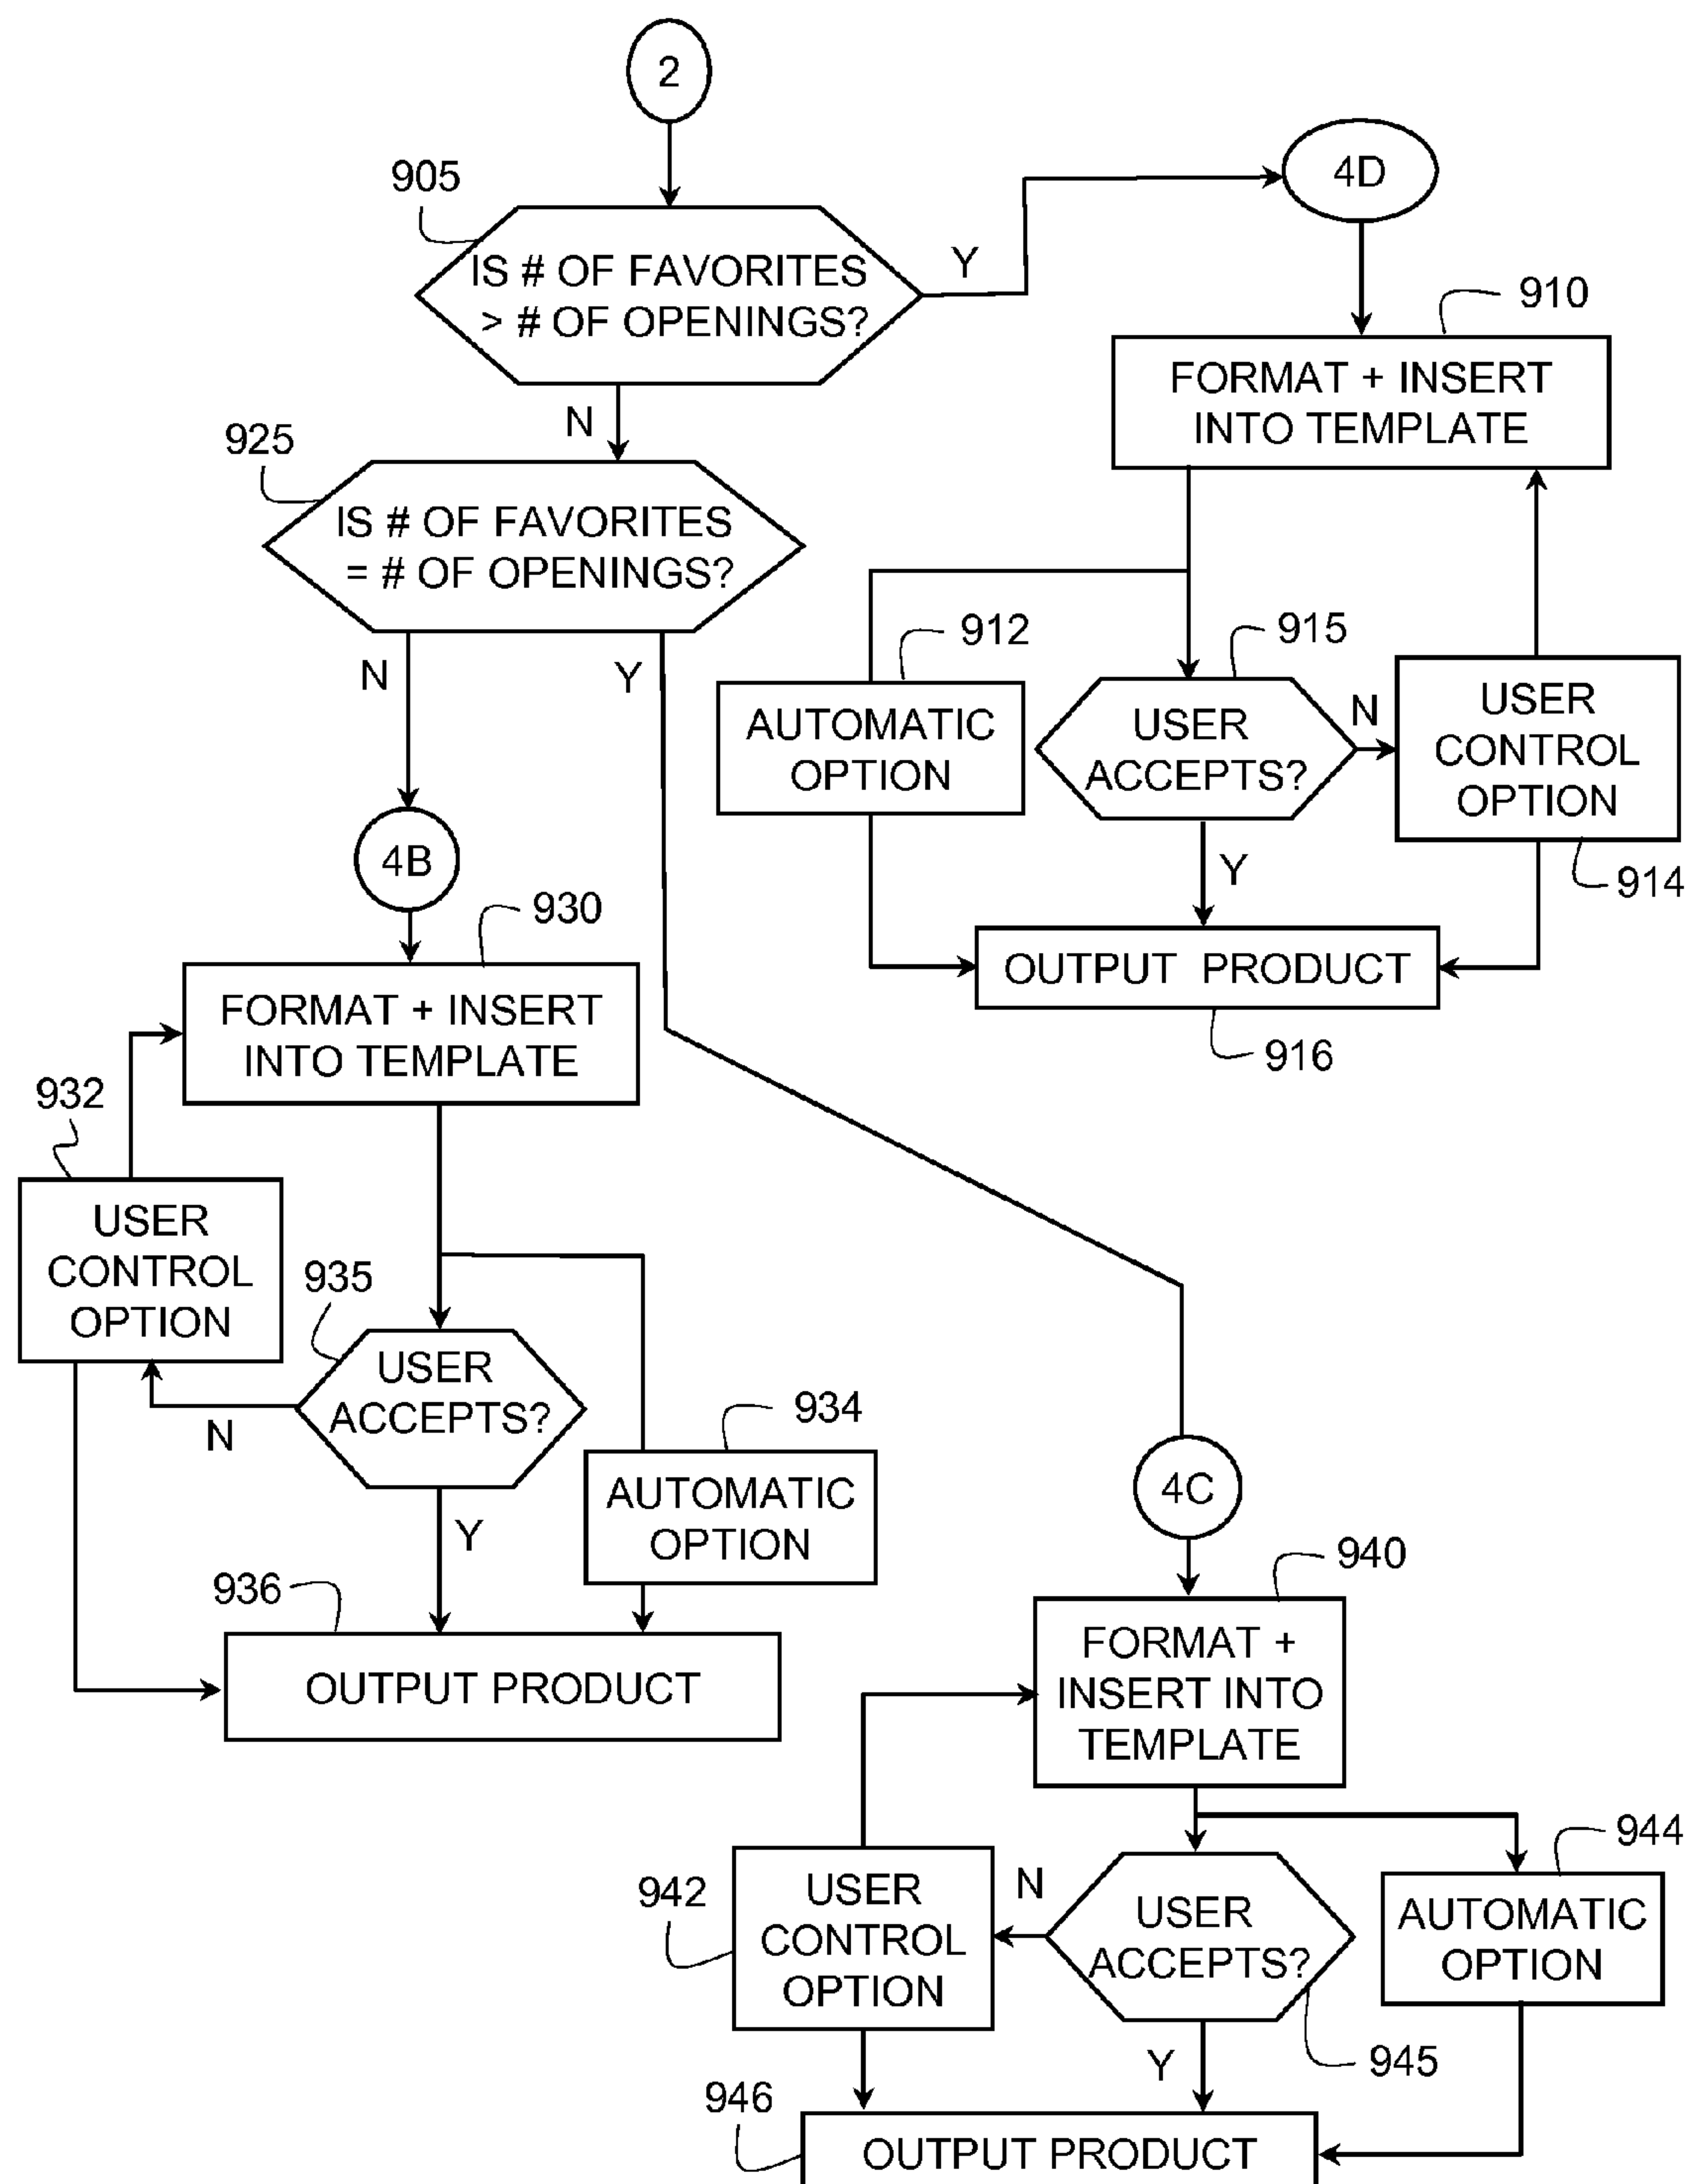 2
905
IS # OF FAVORITES
> # OF OPENINGS?
Y
4D
910
FORMAT + INSERT
INTO TEMPLATE
N
925
IS # OF FAVORITES
= # OF OPENINGS?
N
Y
912
AUTOMATIC
OPTION
915
USER
ACCEPTS?
N
USER
CONTROL
OPTION
914
Y
OUTPUT PRODUCT
916
4B
930
FORMAT + INSERT
INTO TEMPLATE
932
USER
CONTROL
OPTION
935
USER
ACCEPTS?
N
934
AUTOMATIC
OPTION
Y
936
OUTPUT PRODUCT
4C
940
FORMAT +
INSERT INTO
TEMPLATE
942
USER
CONTROL
OPTION
N
USER
ACCEPTS?
944
AUTOMATIC
OPTION
Y
945
946
OUTPUT PRODUCT